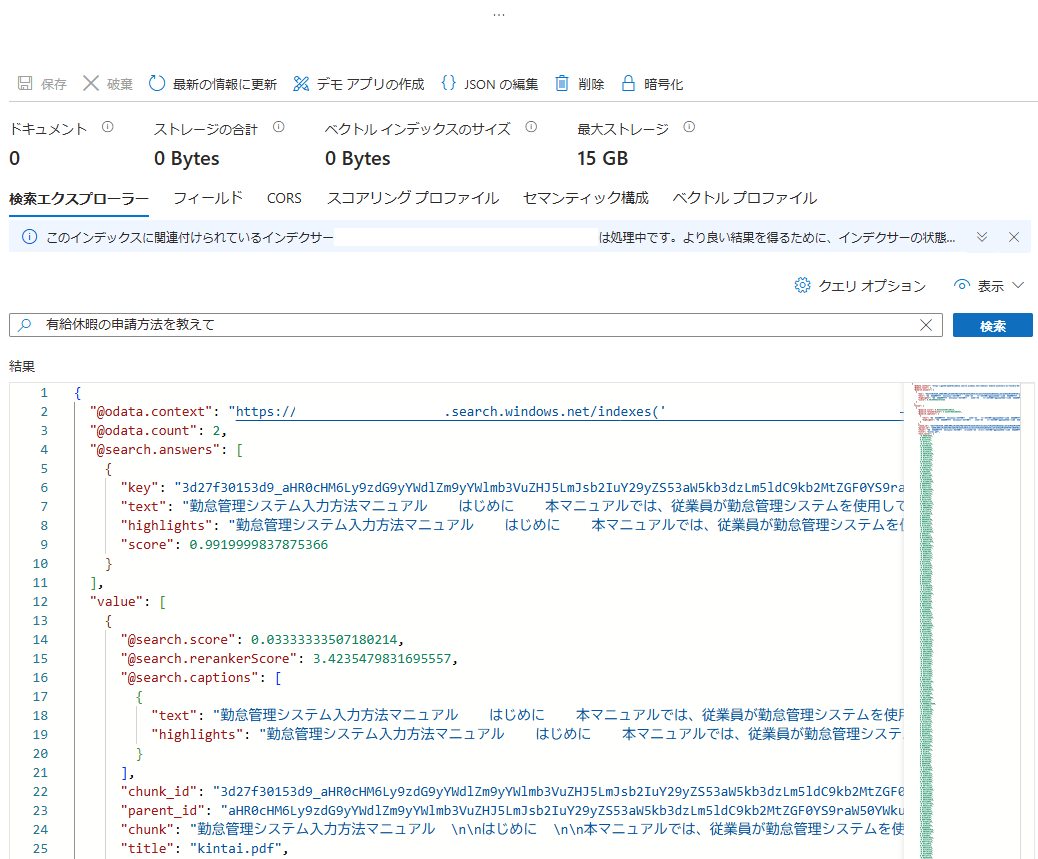 …
保存 破棄 最新の情報に更新 デモ アプリの作成 {} JSON の編集 削除 暗号化
ドキュメント ストレージの合計 ベクトル インデックスのサイズ 最大ストレージ
0 0 Bytes 0 Bytes 15 GB
検索エクスプローラー フィールド CORS スコアリング プロファイル セマンティック構成 ベクトル プロファイル
このインデックスに関連付けられているインデクサー は処理中です。より良い結果を得るために、インデクサーの状態...
クエリ オプション 表示
有給休暇の申請方法を教えて 検索
結果
1 {
2 "@odata.context": "https:// .search.windows.net/indexes('
3 "@odata.count": 2,
4 "@search.answers": [
5 {
6 "key": "3d27f30153d9_aHR0cHM6Ly9zdG9yYWdlZm9yYWlmb3VuZHJ5LmJsb2IuY29yZS53aW5kb3dzLm5ldC9kb2MtZGF0YS9ra
7 "text": "勤怠管理システム入力方法マニュアル はじめに 本マニュアルでは、従業員が勤怠管理システムを使用して
8 "highlights": "勤怠管理システム入力方法マニュアル はじめに 本マニュアルでは、従業員が勤怠管理システムを使
9 "score": 0.9919999837875366
10 }
11 ],
12 "value": [
13 {
14 "@search.score": 0.03333333507180214,
15 "@search.rerankerScore": 3.4235479831695557,
16 "@search.captions": [
17 {
18 "text": "勤怠管理システム入力方法マニュアル はじめに 本マニュアルでは、従業員が勤怠管理システムを使用
19 "highlights": "勤怠管理システム入力方法マニュアル はじめに 本マニュアルでは、従業員が勤怠管理システ
20 }
21 ],
22 "chunk_id": "3d27f30153d9_aHR0cHM6Ly9zdG9yYWdlZm9yYWlmb3VuZHJ5LmJsb2IuY29yZS53aW5kb3dzLm5ldC9kb2MtZGF0
23 "parent_id": "aHR0cHM6Ly9zdG9yYWdlZm9yYWlmb3VuZHJ5LmJsb2IuY29yZS53aW5kb3dzLm5ldC9kb2MtZGF0YS9raW50YWku
24 "chunk": "勤怠管理システム入力方法マニュアル \n\nはじめに \n\n本マニュアルでは、従業員が勤怠管理システムを使
25 "title": "kintai.pdf",